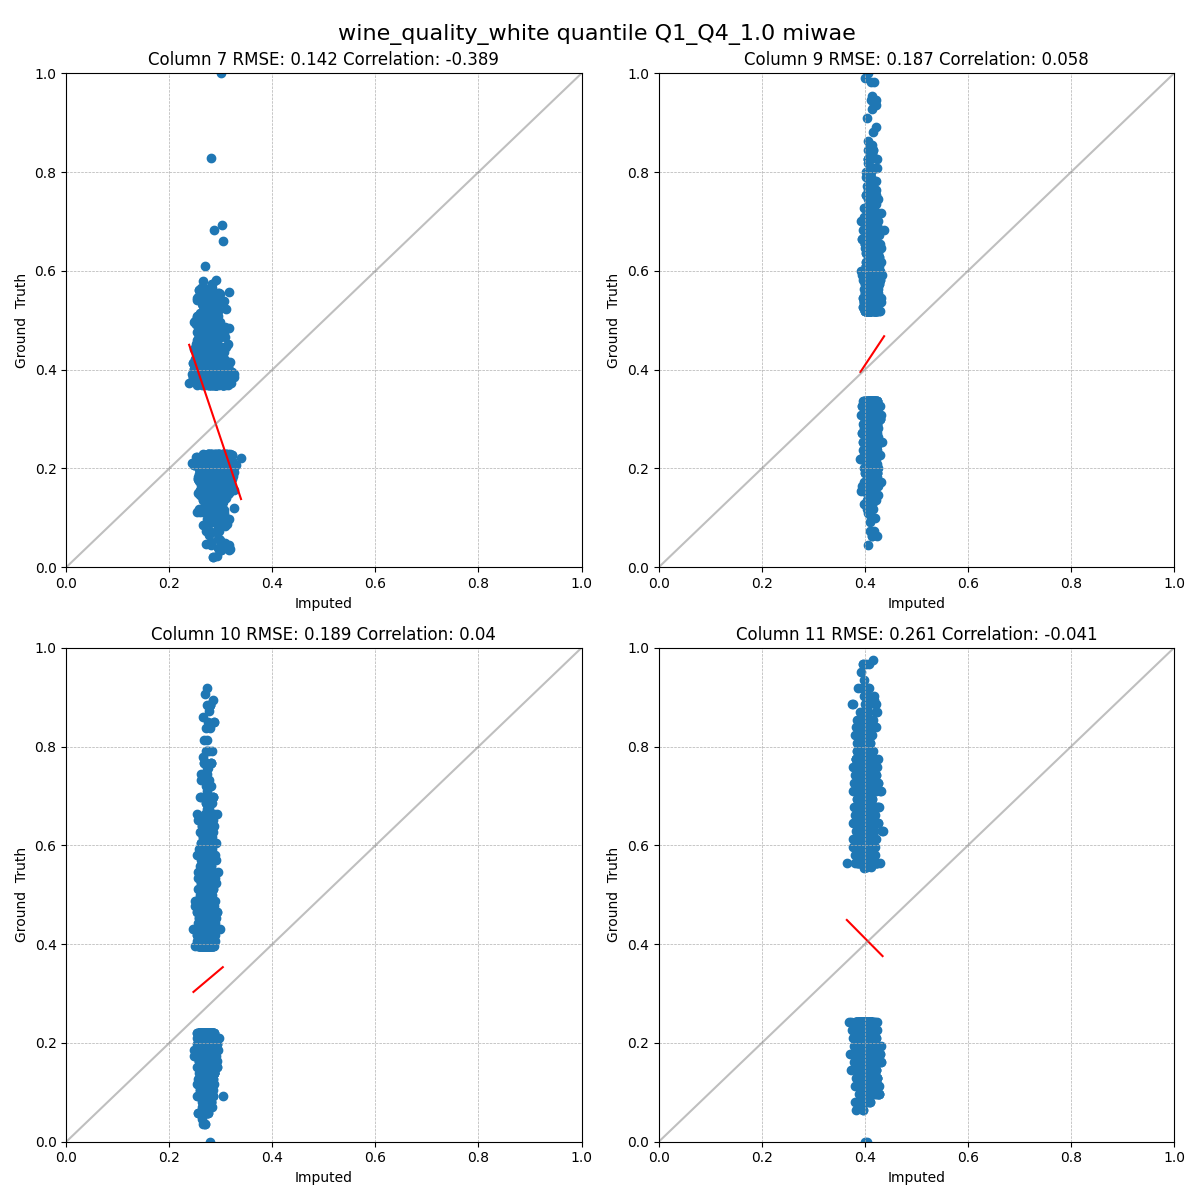 wine_quality_white quantile Q1_Q4_1.0 miwae
Column 7 RMSE: 0.142 Correlation: -0.389
1.0
0.8
0.6
0.4
0.2
0.0
Ground Truth
0.0 0.2 0.4 0.6 0.8 1.0
Imputed
Column 9 RMSE: 0.187 Correlation: 0.058
1.0
0.8
0.6
0.4
0.2
0.0
Ground Truth
0.0 0.2 0.4 0.6 0.8 1.0
Imputed
Column 10 RMSE: 0.189 Correlation: 0.04
1.0
0.8
0.6
0.4
0.2
0.0
Ground Truth
0.0 0.2 0.4 0.6 0.8 1.0
Imputed
Column 11 RMSE: 0.261 Correlation: -0.041
1.0
0.8
0.6
0.4
0.2
0.0
Ground Truth
0.0 0.2 0.4 0.6 0.8 1.0
Imputed